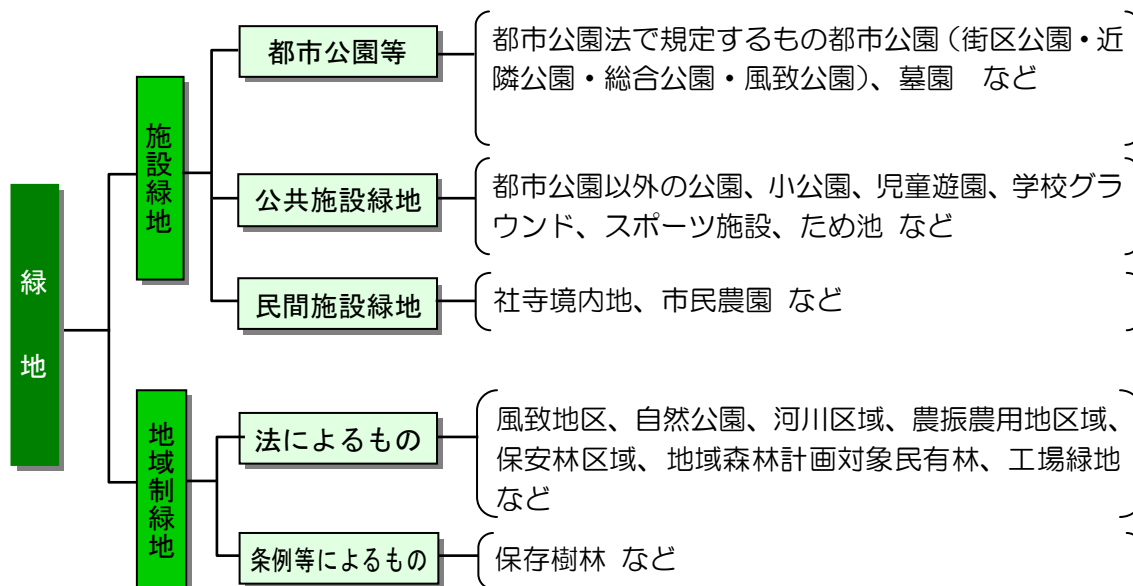 緑地
施設緑地
都市公園等
都市公園法で規定するもの都市公園（街区公園・近
隣公園・総合公園・風致公園）、墓園　など
公共施設緑地
都市公園以外の公園、小公園、児童遊園、学校グラ
ウンド、スポーツ施設、ため池 など
民間施設緑地
社寺境内地、市民農園 など
地域制緑地
法によるもの
風致地区、自然公園、河川区域、農振農用地区域、
保安林区域、地域森林計画対象民有林、工場緑地
など
条例等によるもの
保存樹林 など